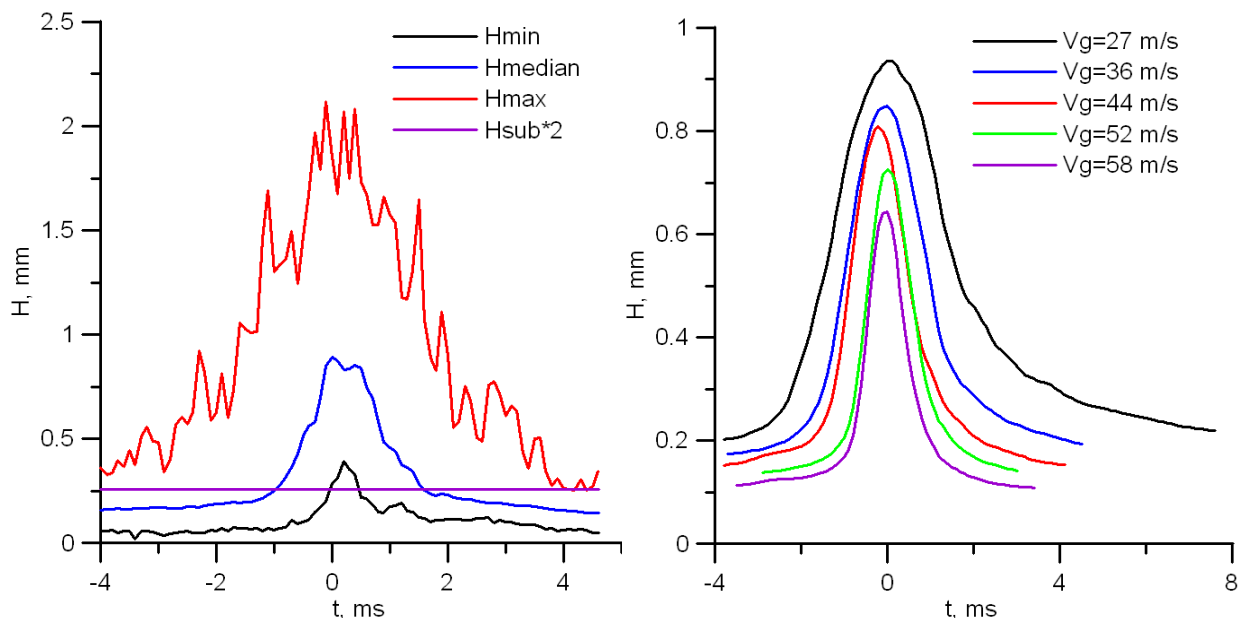 2.5
2
1.5
1
0.5
0
H, mm
-4
-2
0
2
4
t, ms
Hmin
Hmedian
Hmax
Hsub*2
1
0.8
0.6
0.4
0.2
0
H, mm
-4
0
4
8
t, ms
Vg=27 m/s
Vg=36 m/s
Vg=44 m/s
Vg=52 m/s
Vg=58 m/s